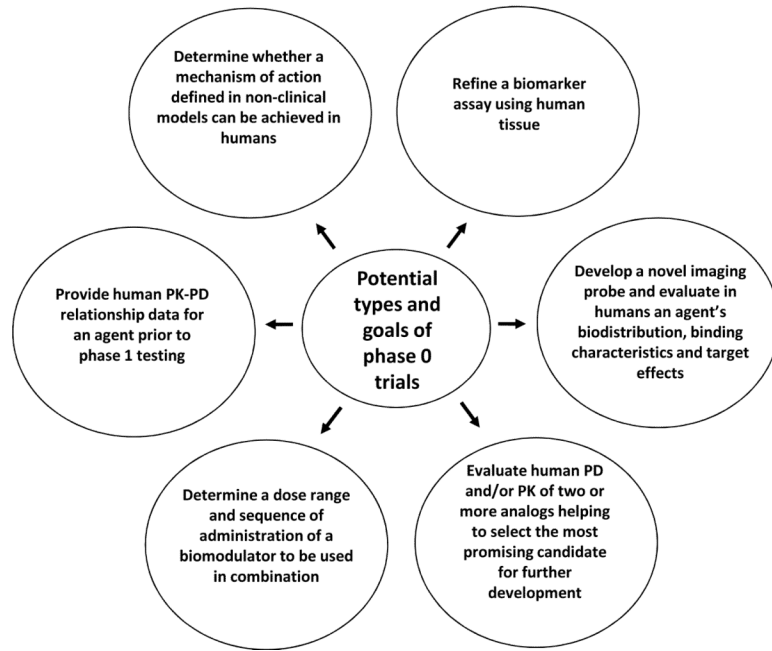 Determine whether a
mechanism of action
defined in non-clinical
models can be achieved in
humans
Refine a biomarker
assay using human
tissue
Provide human PK-PD
relationship data for
an agent prior to
phase 1 testing
Potential
types and
goals of
phase 0
trials
Develop a novel imaging
probe and evaluate in
humans an agent’s
biodistribution, binding
characteristics and target
effects
Determine a dose range
and sequence of
administration of a
biomodulator to be used
in combination
Evaluate human PD
and/or PK of two or
more analogs helping
to select the most
promising candidate
for further
development